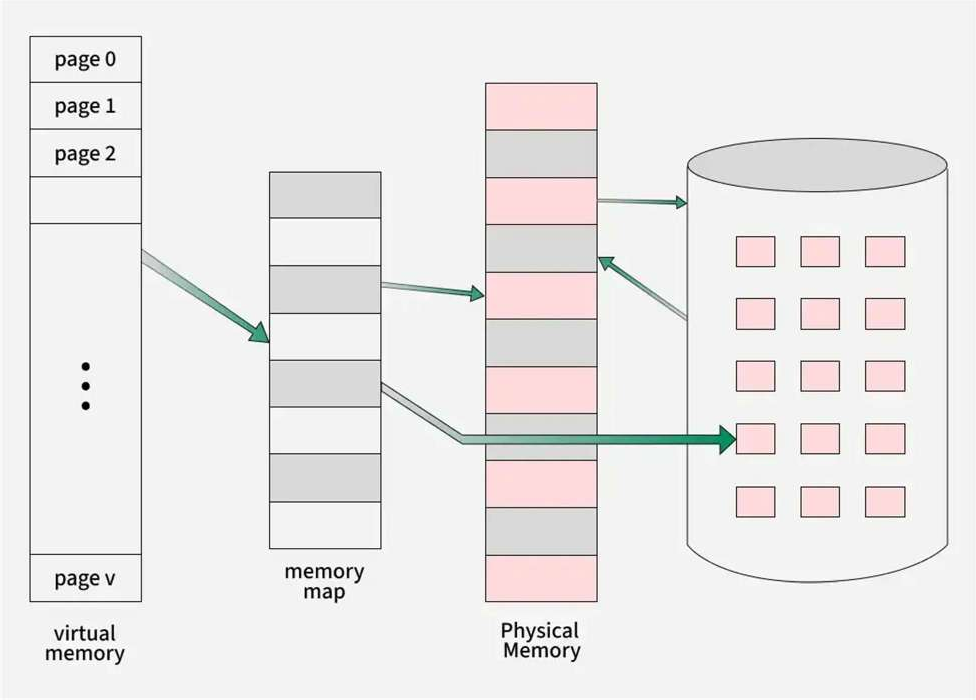 page 0
page 1
page 2
page v
virtual
memory
memory
map
Physical
Memory